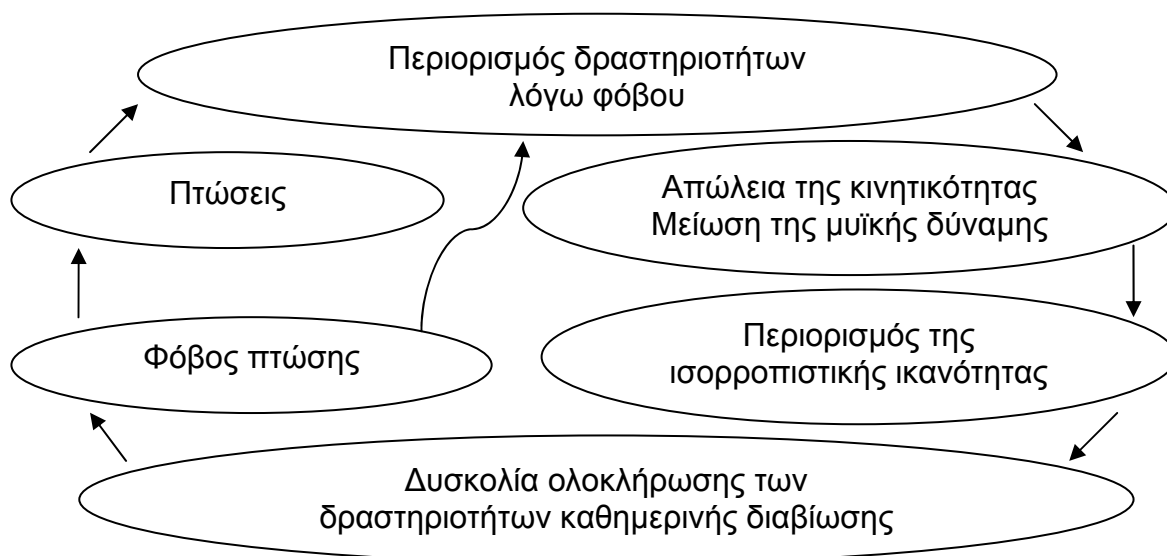 Περιορισμός δραστηριοτήτων
λόγω φόβου
Πτώσεις
Απώλεια της κινητικότητας
Μείωση της μυϊκής δύναμης
Φόβος πτώσης
Περιορισμός της
ισορροπιστικής ικανότητας
Δυσκολία ολοκλήρωσης των
δραστηριοτήτων καθημερινής διαβίωσης